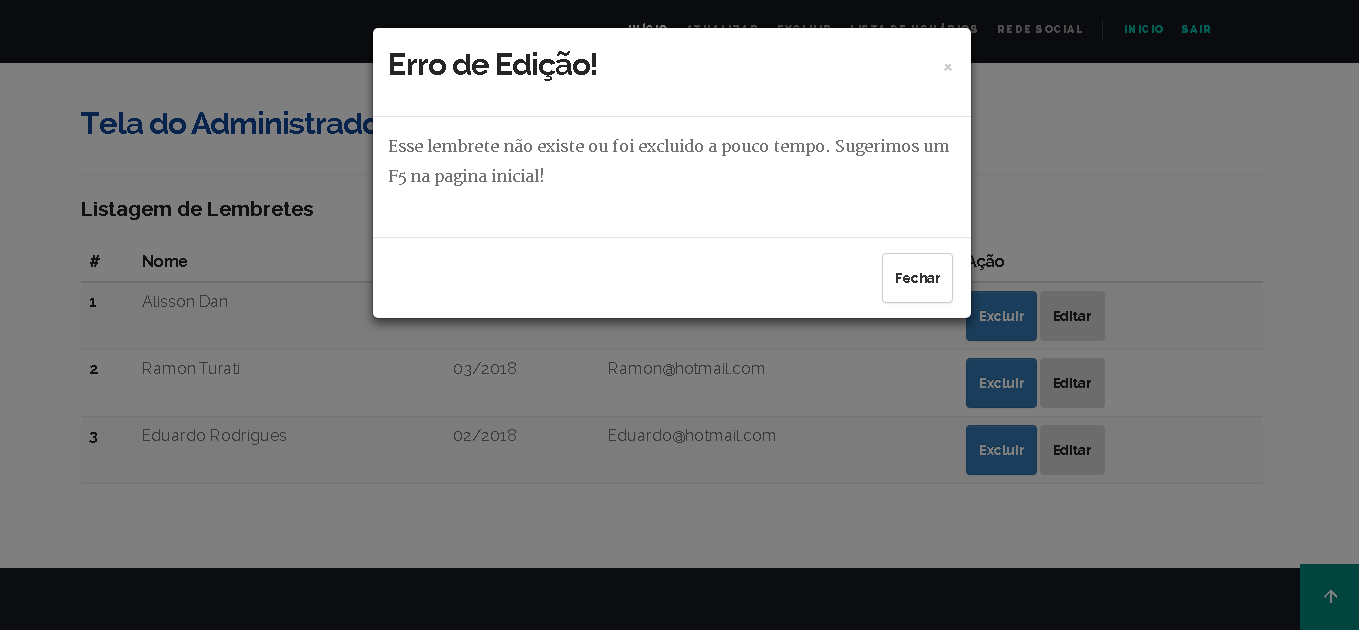 INÍCIO ATUALIZAR EXCLUIR LISTA DE USUÁRIOS REDE SOCIAL INICIO SAIR
Erro de Edição! ×
Tela do Administrado
Esse lembrete não existe ou foi excluido a pouco tempo. Sugerimos um
F5 na pagina inicial!
Listagem de Lembretes
# Nome Ação
Fechar
1 Alisson Dan Excluir Editar
2 Ramon Turati 03/2018 Ramon@hotmail.com Excluir Editar
3 Eduardo Rodrigues 02/2018 Eduardo@hotmail.com Excluir Editar